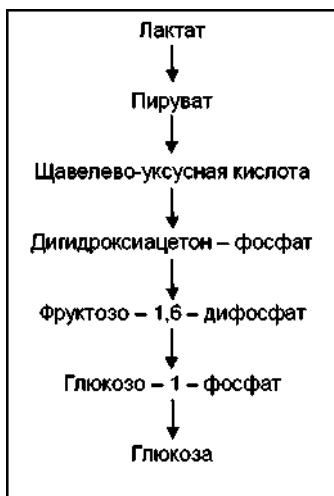 Лактат
Пируват
Щавелево-уксусная кислота
Дигидроксиацетон – фосфат
Фруктозо – 1,6 – дифосфат
Глюкозо – 1 – фосфат
Глюкоза